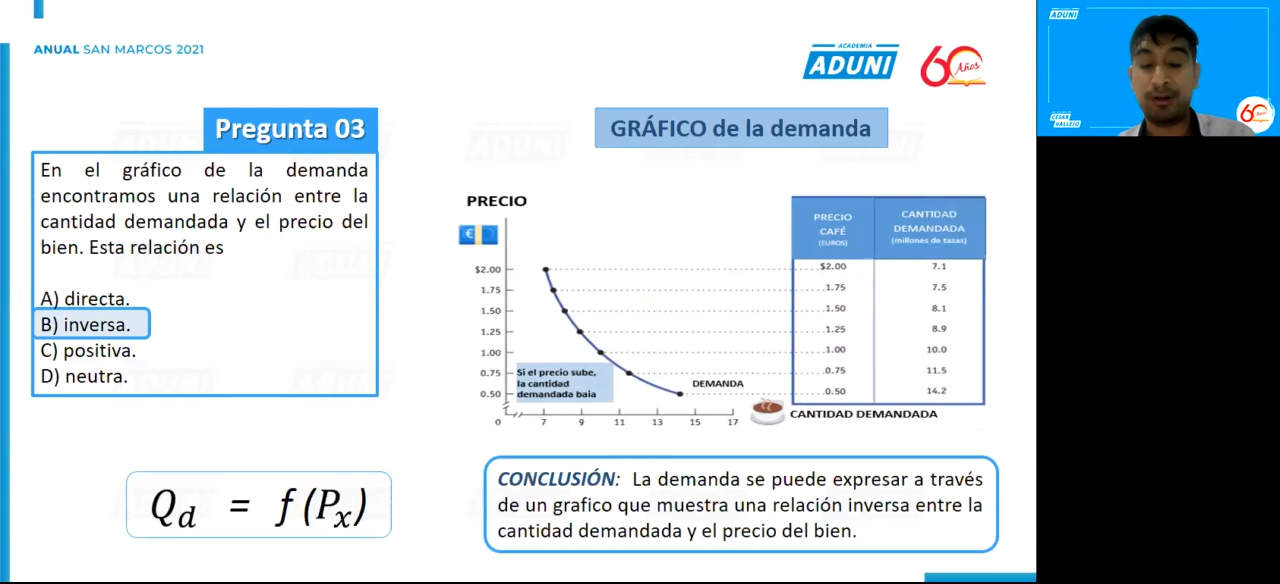 ANUAL SAN MARCOS 2021
ACADEMIA
ADUNI
60
Años
Pregunta 03
En el gráfico de la demanda
encontramos una relación entre la
cantidad demandada y el precio del
bien. Esta relación es
A) directa.
B) inversa.
C) positiva.
D) neutra.
Q_d = f(P_x)
GRÁFICO de la demanda
PRECIO
€
$2.00
1.75
1.50
1.25
1.00
0.75
0.50
0 7 9 11 13 15 17
Si el precio sube,
la cantidad
demandada baja
DEMANDA
CANTIDAD DEMANDADA
PRECIO CAFÉ (EUROS)
CANTIDAD DEMANDADA (millones de tazas)
$2.00 7.1
1.75 7.5
1.50 8.1
1.25 8.9
1.00 10.0
0.75 11.5
0.50 14.2
CONCLUSIÓN: La demanda se puede expresar a través
de un grafico que muestra una relación inversa entre la
cantidad demandada y el precio del bien.
ADUNI
CÉSAR
VALLEJO
60